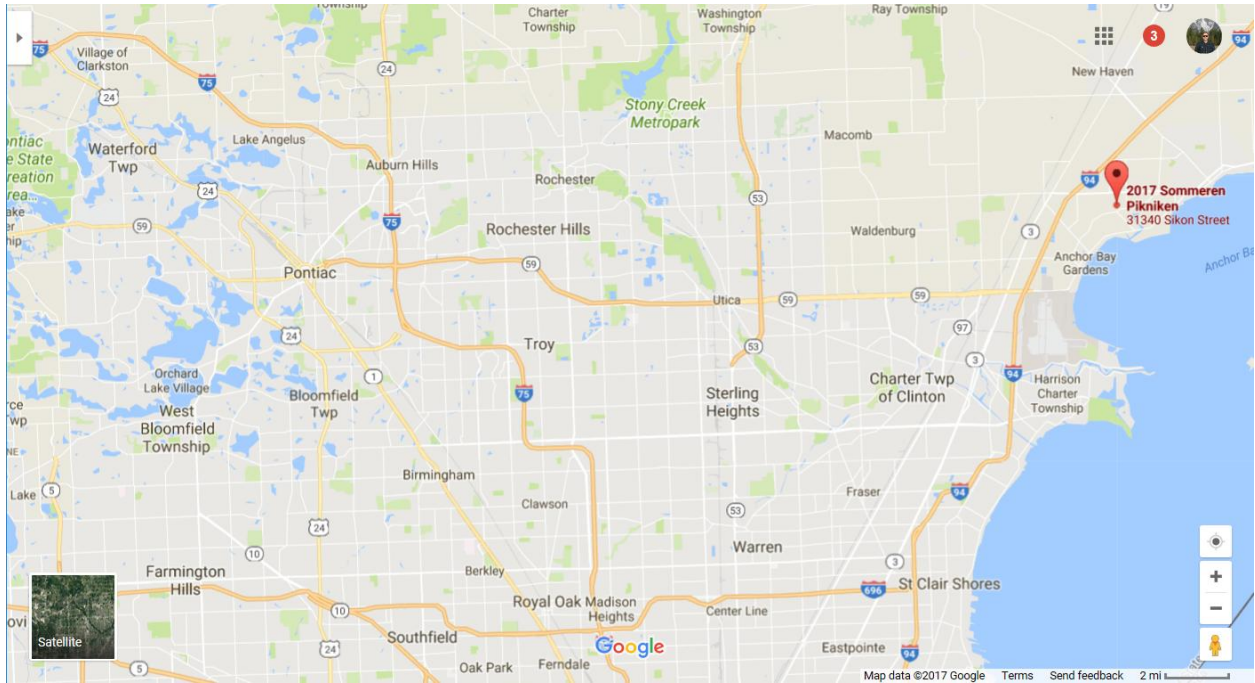 Township
Charter
Township
Washington
Township
Ray Township
19
75
Village of
Clarkston
24
3
94
New Haven
24
75
Stony Creek
Metropark
Lake Angelus
Waterford
Twp
Macomb
Auburn Hills
24
Rochester
53
94
2017 Sommeren
Pikniken
31340 Sikon Street
59
75
Rochester Hills
Waldenburg
3
Anchor Bay
Gardens
Pontiac
59
Utica
59
59
24
Troy
53
97
3
Orchard
Lake Village
1
75
94
Harrison
Charter
Township
West
Bloomfield
Township
Bloomfield
Twp
Sterling
Heights
Charter Twp
of Clinton
Lake
5
Birmingham
Clawson
Fraser
94
24
53
10
Warren
3
Farmington
Hills
Berkley
696
St Clair Shores
10
Royal Oak
Madison
Heights
Center Line
Satellite
24
Southfield
Google
Eastpointe
94
5
Oak Park
Ferndale
Map data ©2017 Google
Terms
Send feedback
2 mi